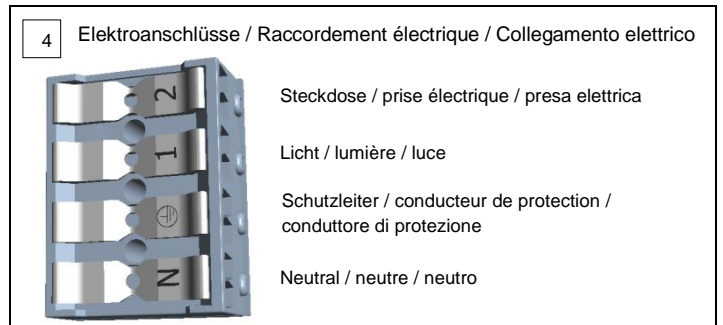 4 Elektroanschlüsse / Raccordement électrique / Collegamento elettrico
2 Steckdose / prise électrique / presa elettrica
1 Licht / lumière / luce
Schutzleiter / conducteur de protection /
conduttore di protezione
N Neutral / neutre / neutro